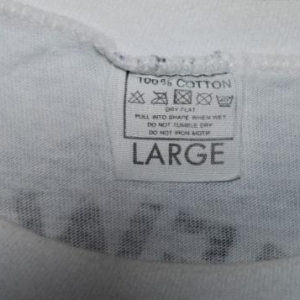 100% COTTON
DRY FLAT
PULL INTO SHAPE WHEN WET
DO NOT TUMBLE DRY
DO NOT IRON MOTIF
LARGE